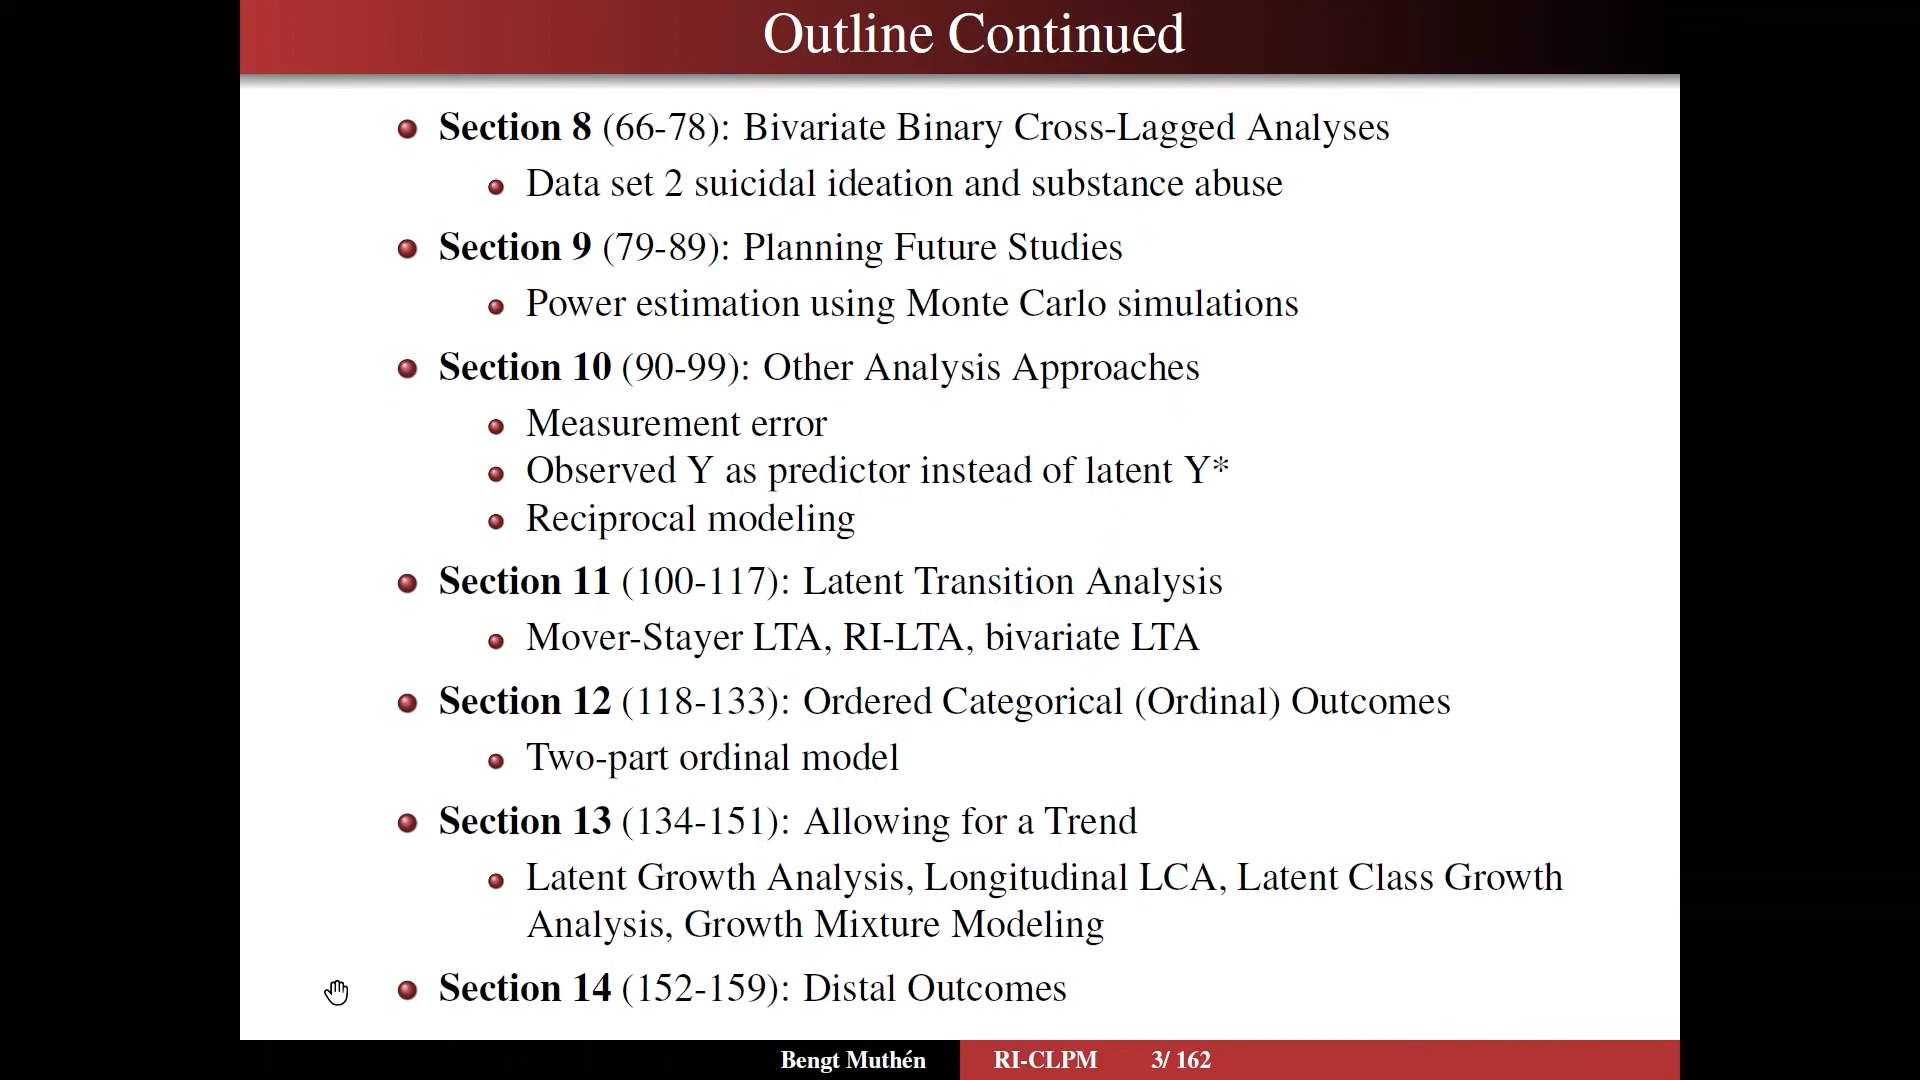 Outline Continued
Section 8 (66-78): Bivariate Binary Cross-Lagged Analyses
Data set 2 suicidal ideation and substance abuse
Section 9 (79-89): Planning Future Studies
Power estimation using Monte Carlo simulations
Section 10 (90-99): Other Analysis Approaches
Measurement error
Observed Y as predictor instead of latent Y*
Reciprocal modeling
Section 11 (100-117): Latent Transition Analysis
Mover-Stayer LTA, RI-LTA, bivariate LTA
Section 12 (118-133): Ordered Categorical (Ordinal) Outcomes
Two-part ordinal model
Section 13 (134-151): Allowing for a Trend
Latent Growth Analysis, Longitudinal LCA, Latent Class Growth
Analysis, Growth Mixture Modeling
Section 14 (152-159): Distal Outcomes
Bengt Muthén RI-CLPM 3/ 162